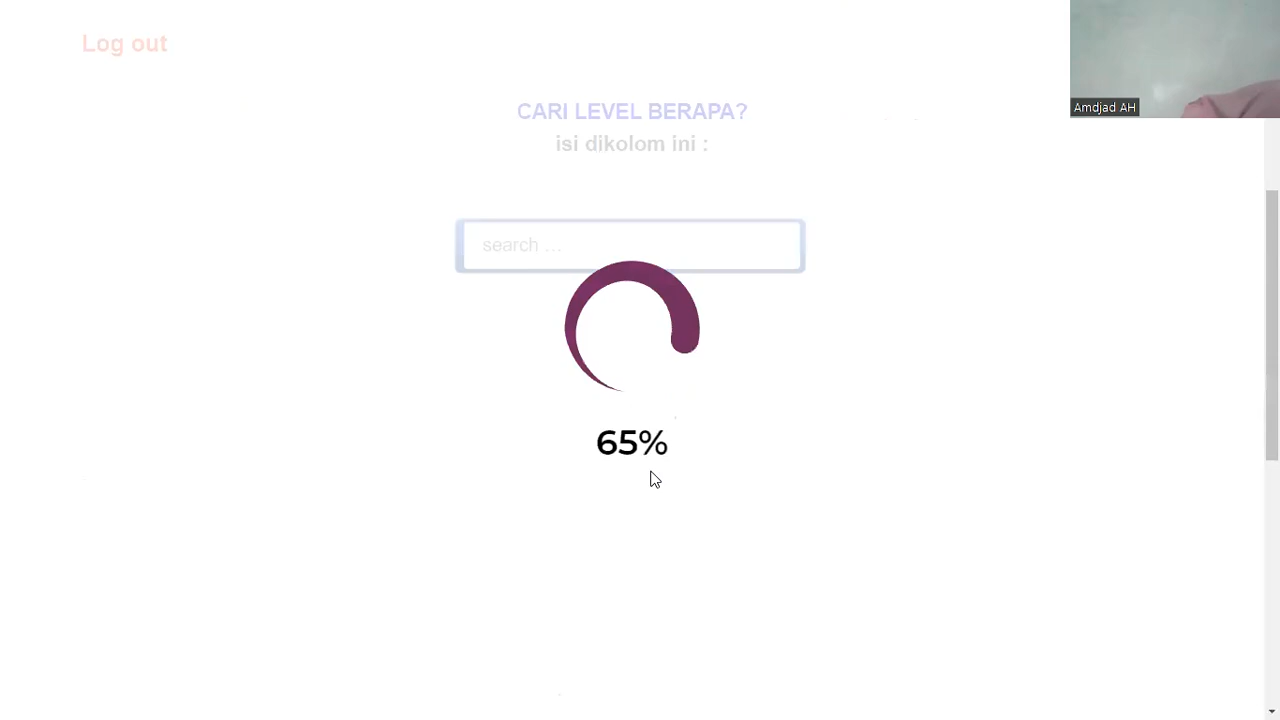 Log out
Amdjad AH
CARI LEVEL BERAPA?
isi dikolom ini :
search ...
65%